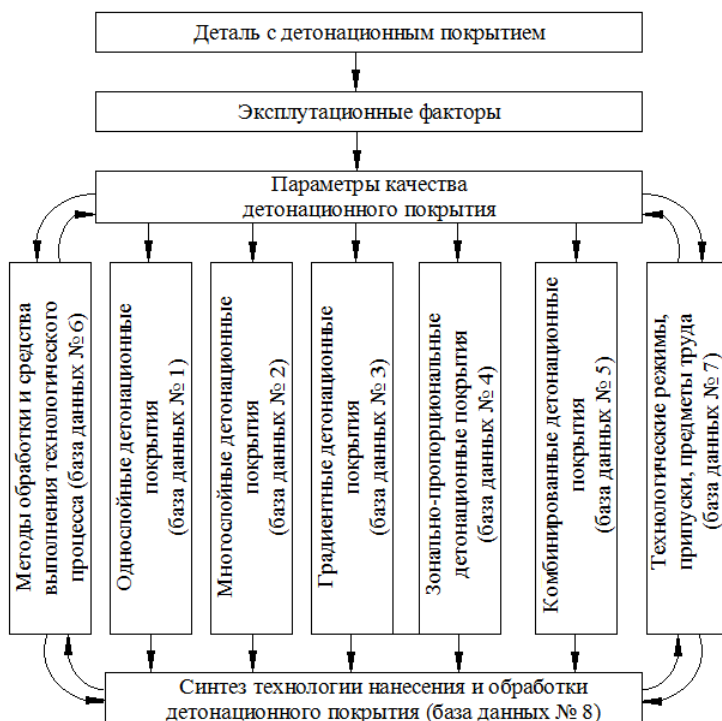 Деталь с детонационным покрытием
Эксплутационные факторы
Параметры качества
детонационного покрытия
Методы обработки и средства
выполнения технологического
процесса (база данных № 6)
Однослойные детонационные
покрытия
(база данных № 1)
Многослойные детонационные
покрытия
(база данных № 2)
Градиентные детонационные
покрытия
(база данных № 3)
Зонально-пропорциональные
детонационные покрытия
(база данных № 4)
Комбинированные детонационные
покрытия
(база данных № 5)
Технологические режимы,
припуски, предметы труда
(база данных № 7)
Синтез технологии нанесения и обработки
детонационного покрытия (база данных № 8)